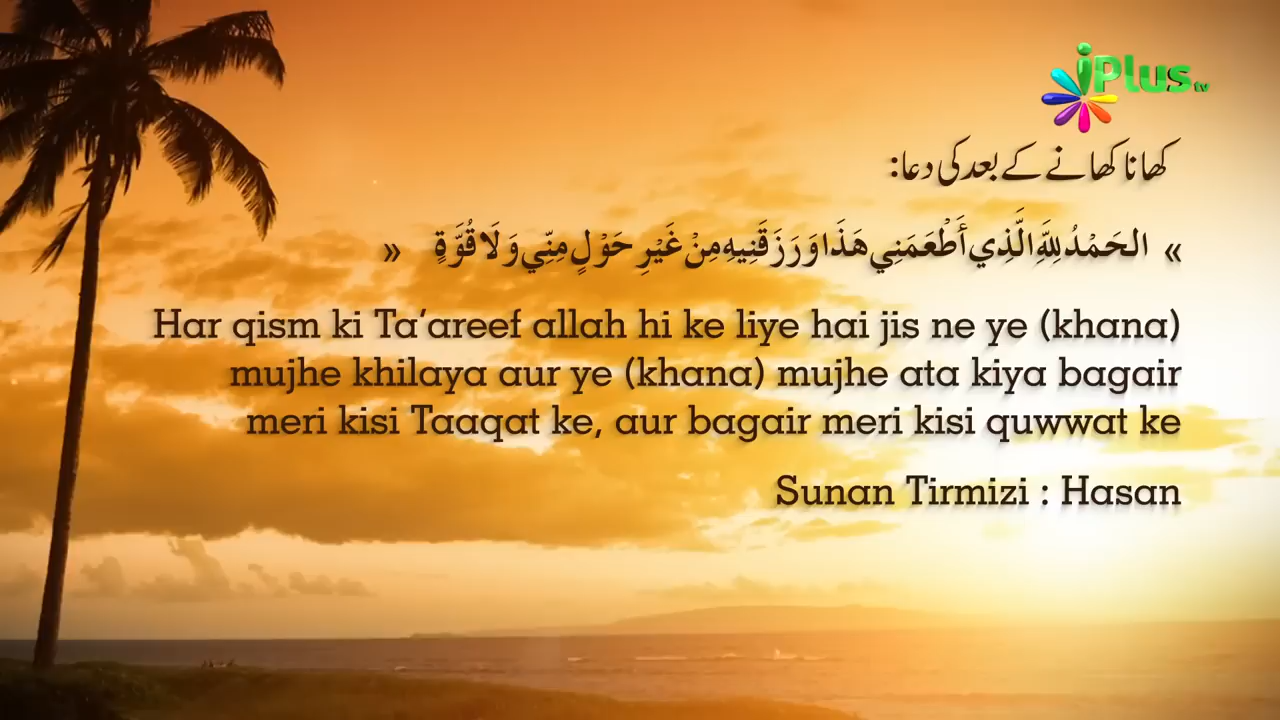 iPlus tv
کھانا کھانے کے بعد کی دعا:
» الحَمْدُ لِلَّهِ الَّذِي أَطْعَمَنِي هَذَا وَرَزَقَنِيهِ مِنْ غَيْرِ حَوْلٍ مِنِّي وَلَا قُوَّةٍ «
Har qism ki Ta’areef allah hi ke liye hai jis ne ye (khana)
mujhe khilaya aur ye (khana) mujhe ata kiya bagair
meri kisi Taaqat ke, aur bagair meri kisi quwwat ke
Sunan Tirmizi : Hasan